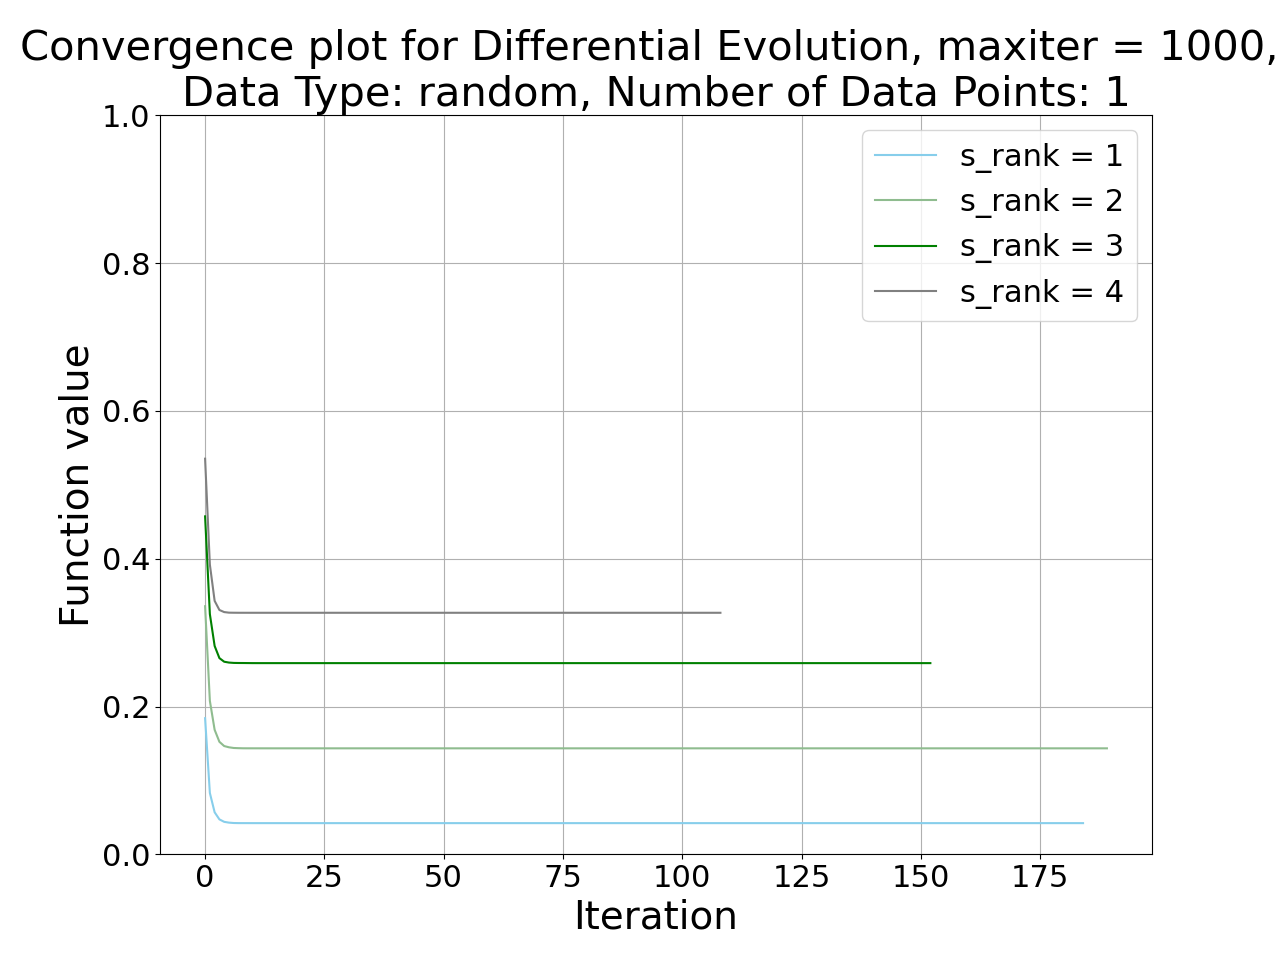 Convergence plot for Differential Evolution, maxiter = 1000,
Data Type: random, Number of Data Points: 1
1.0
0.8
0.6
0.4
0.2
0.0
Function value
s_rank = 1
s_rank = 2
s_rank = 3
s_rank = 4
0 25 50 75 100 125 150 175
Iteration